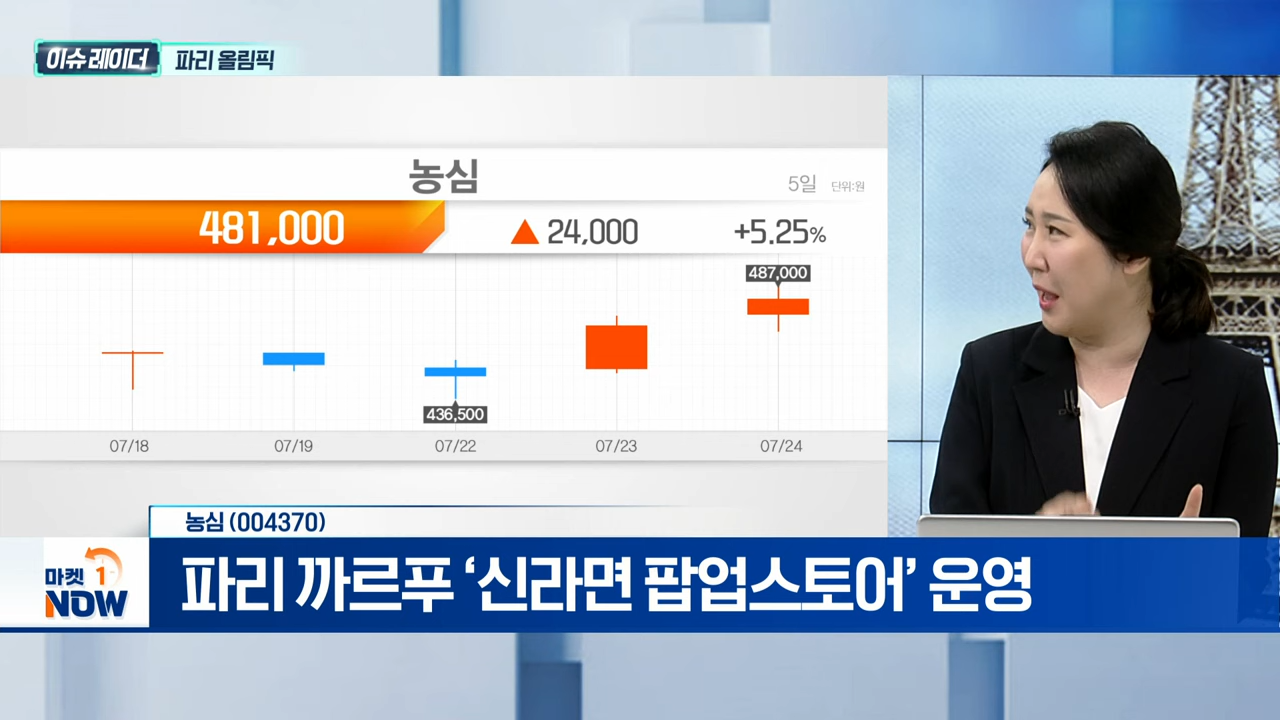 이슈 레이더 파리 올림픽
농심
5일 단위:원
481,000 ▲ 24,000 +5.25%
487,000
436,500
07/18 07/19 07/22 07/23 07/24
농심 (004370)
마켓 1
NOW
파리 까르푸 ‘신라면 팝업스토어’ 운영